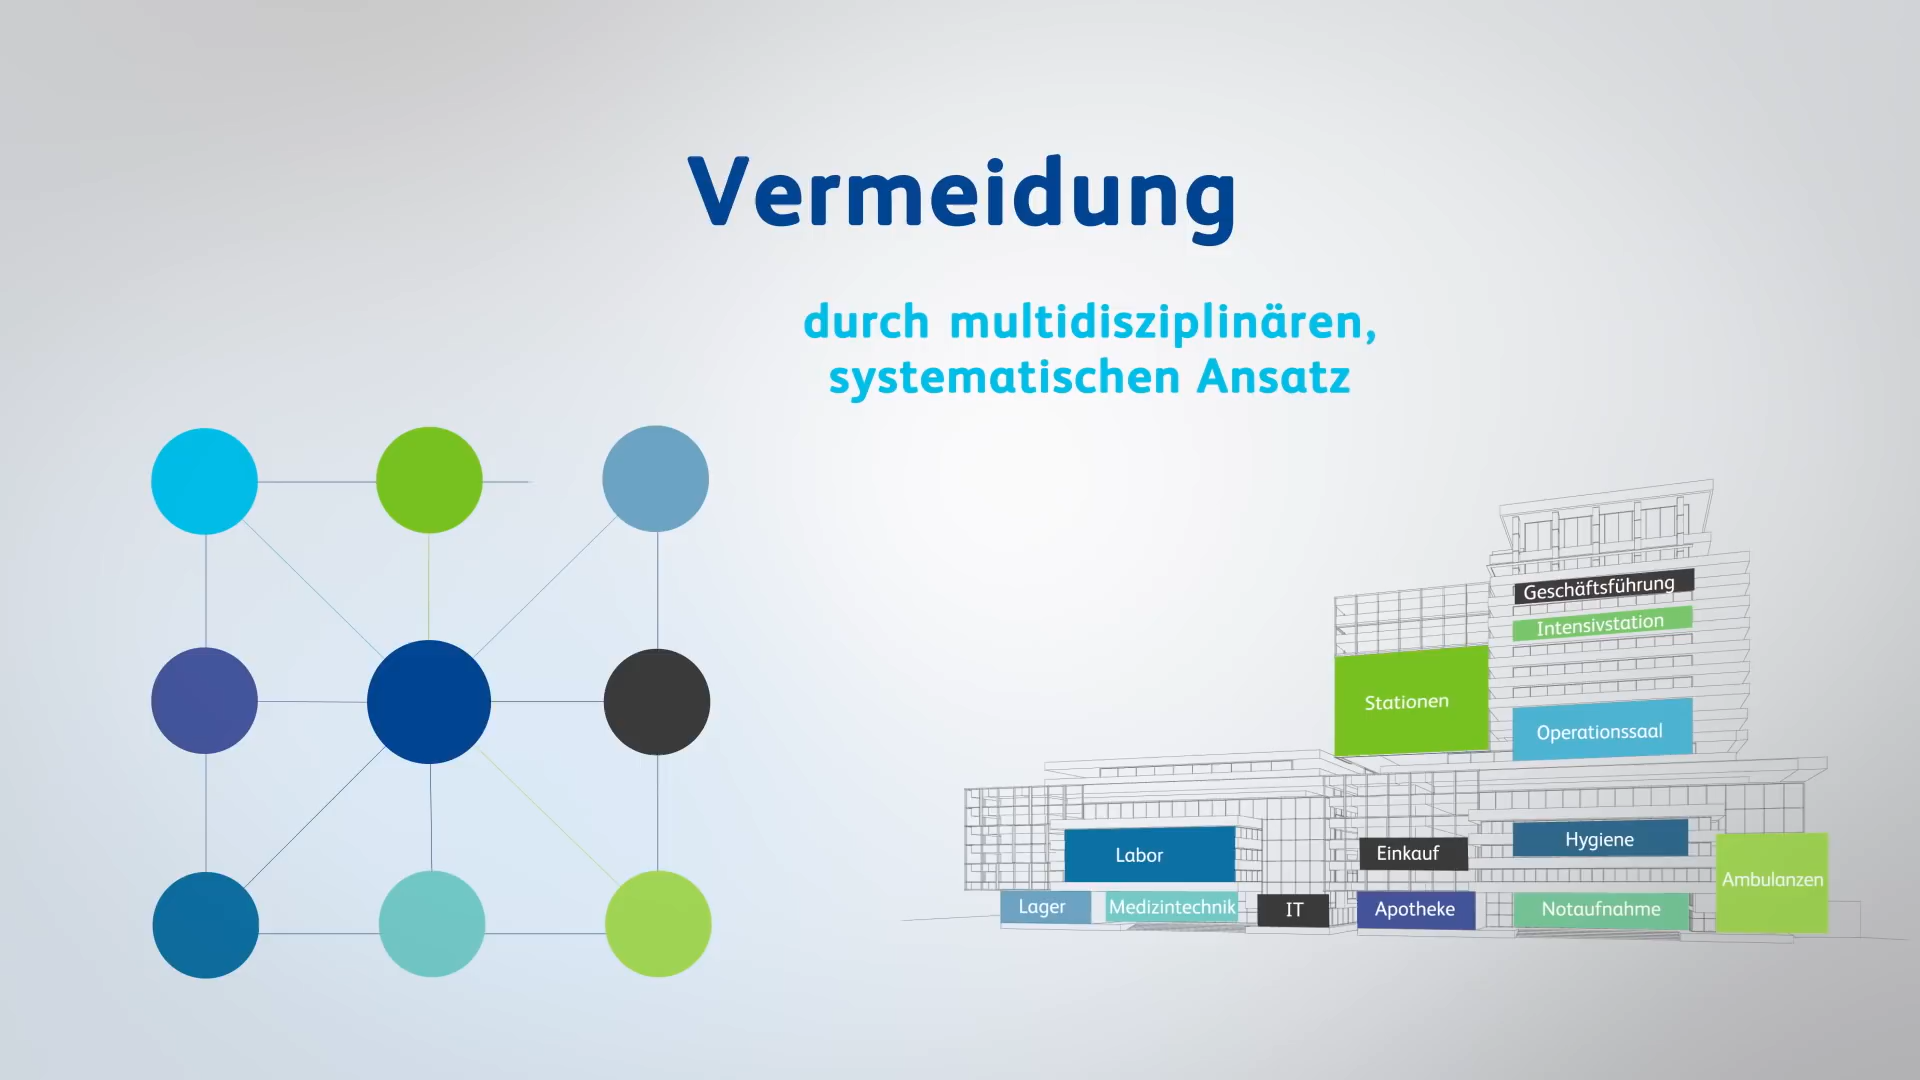 Vermeidung
durch multidisziplinären,
systematischen Ansatz
Geschäftsführung
Intensivstation
Stationen
Operationssaal
Hygiene
Einkauf
Labor
Ambulanzen
Lager
Medizintechnik
IT
Apotheke
Notaufnahme